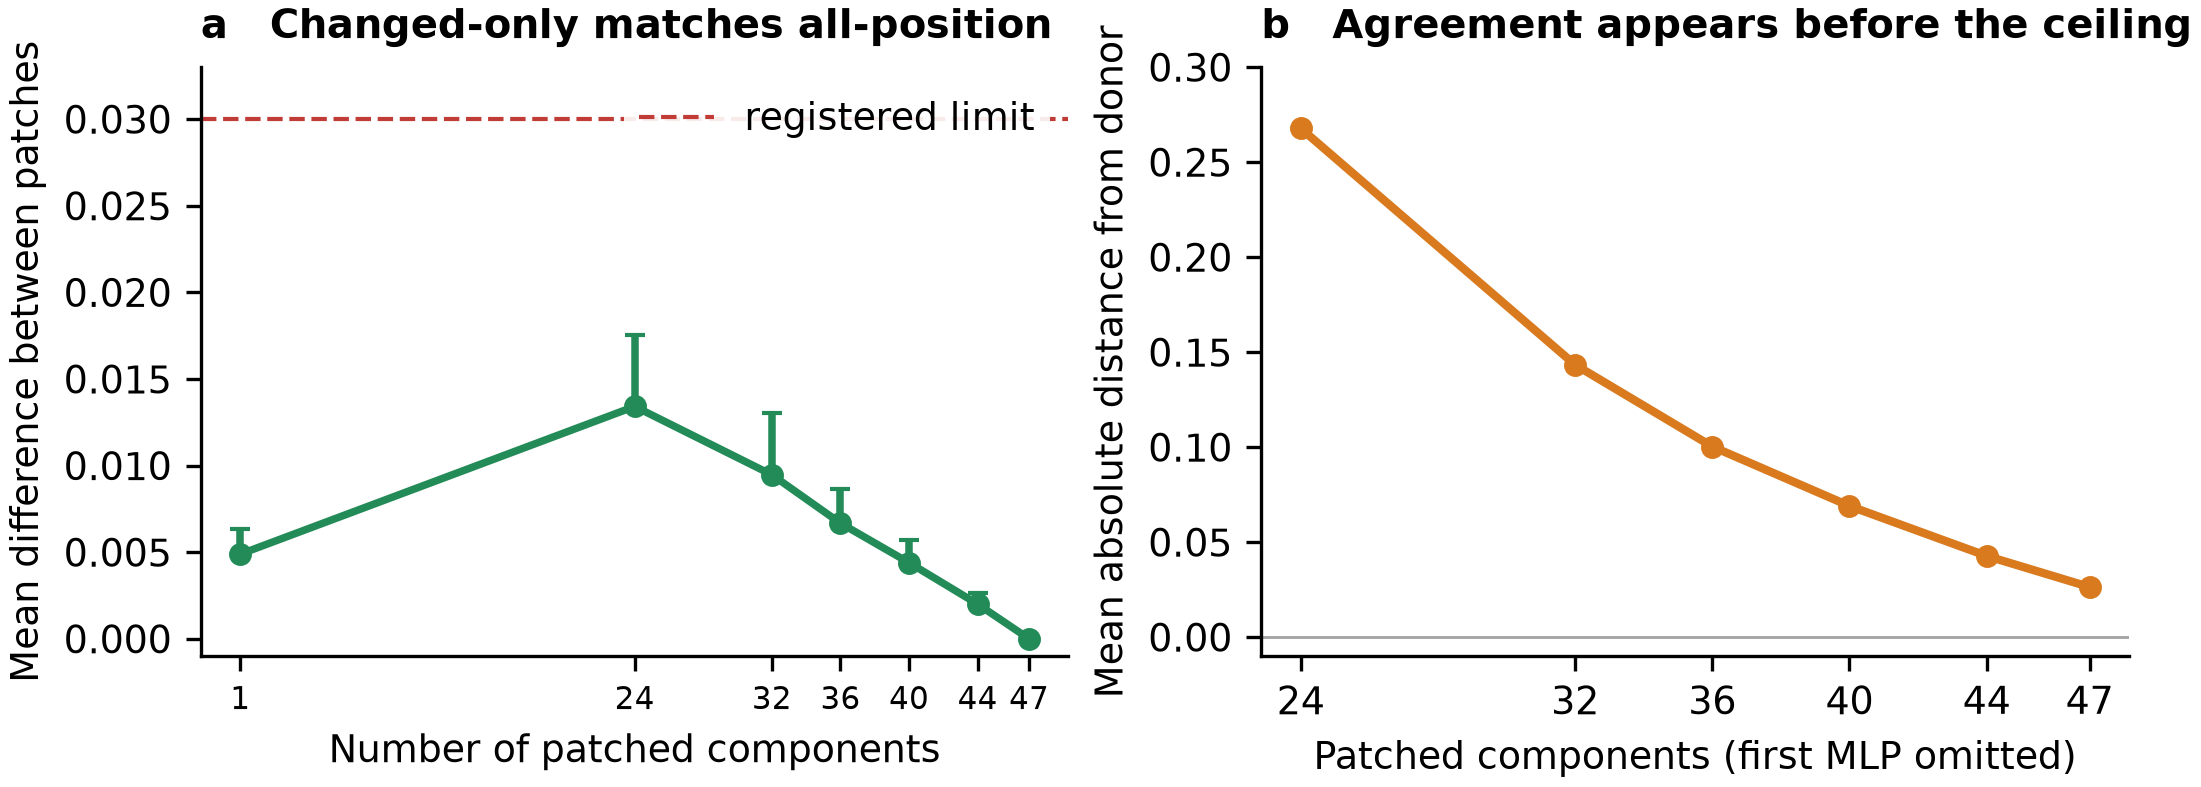 a Changed-only matches all-position
Mean difference between patches
0.030
0.025
0.020
0.015
0.010
0.005
0.000
registered limit
1 24 32 36 40 44 47
Number of patched components
b Agreement appears before the ceiling
Mean absolute distance from donor
0.30
0.25
0.20
0.15
0.10
0.05
0.00
24 32 36 40 44 47
Patched components (first MLP omitted)